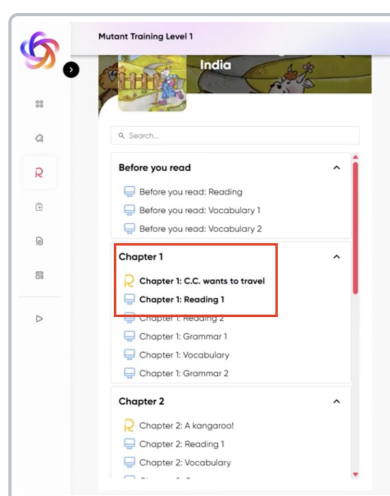 Mutant Training Level 1
India
Search...
Before you read
Before you read: Reading
Before you read: Vocabulary 1
Before you read: Vocabulary 2
Chapter 1
Chapter 1: C.C. wants to travel
Chapter 1: Reading 1
Chapter 1: Reading 2
Chapter 1: Grammar 1
Chapter 1: Vocabulary
Chapter 1: Grammar 2
Chapter 2
Chapter 2: A kangaroo!
Chapter 2: Reading 1
Chapter 2: Vocabulary